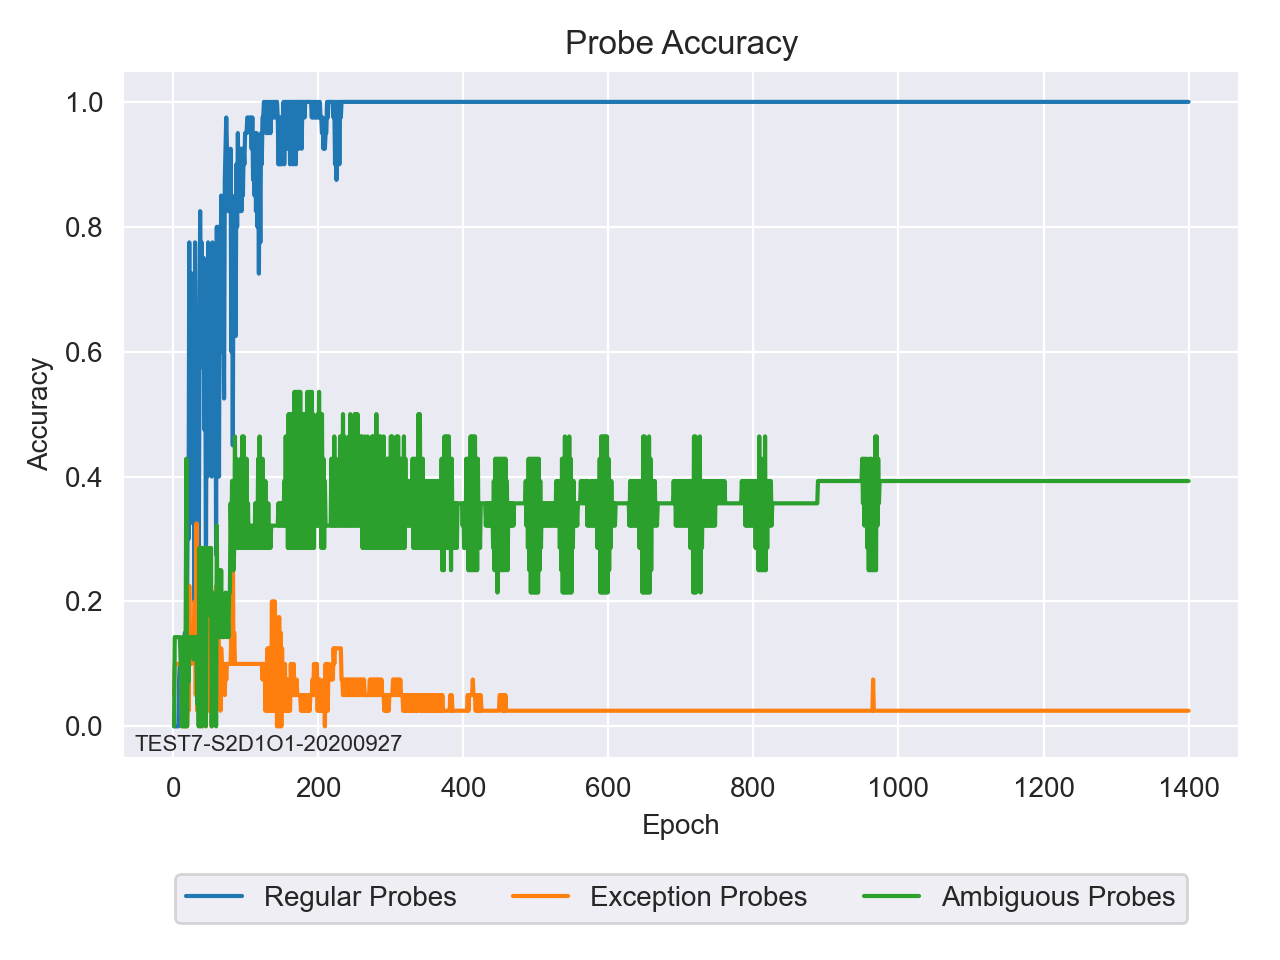 Probe Accuracy
1.0
0.8
0.6
0.4
0.2
0.0
Accuracy
TEST7-S2D1O1-20200927
0 200 400 600 800 1000 1200 1400
Epoch
Regular Probes Exception Probes Ambiguous Probes